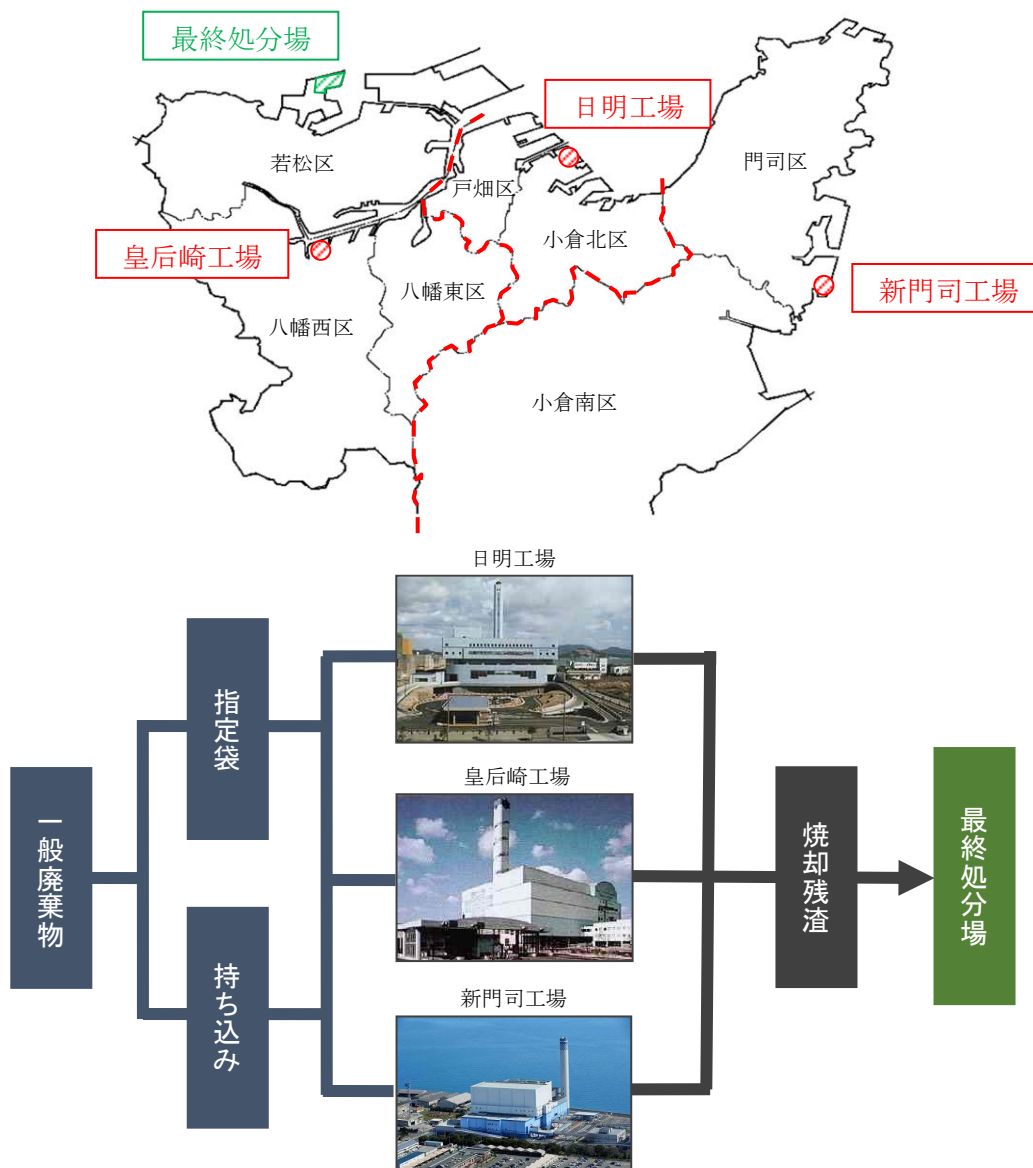 最終処分場
日明工場
若松区
戸畑区
門司区
小倉北区
皇后崎工場
八幡東区
新門司工場
八幡西区
小倉南区
日明工場
指定袋
皇后崎工場
一般廃棄物
焼却残渣
最終処分場
持ち込み
新門司工場